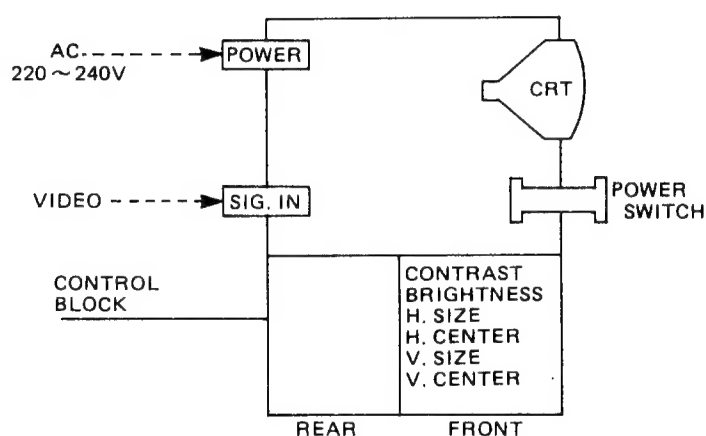 AC
220～240V
POWER
CRT
VIDEO
SIG. IN
POWER
SWITCH
CONTROL
BLOCK
CONTRAST
BRIGHTNESS
H. SIZE
H. CENTER
V. SIZE
V. CENTER
REAR
FRONT